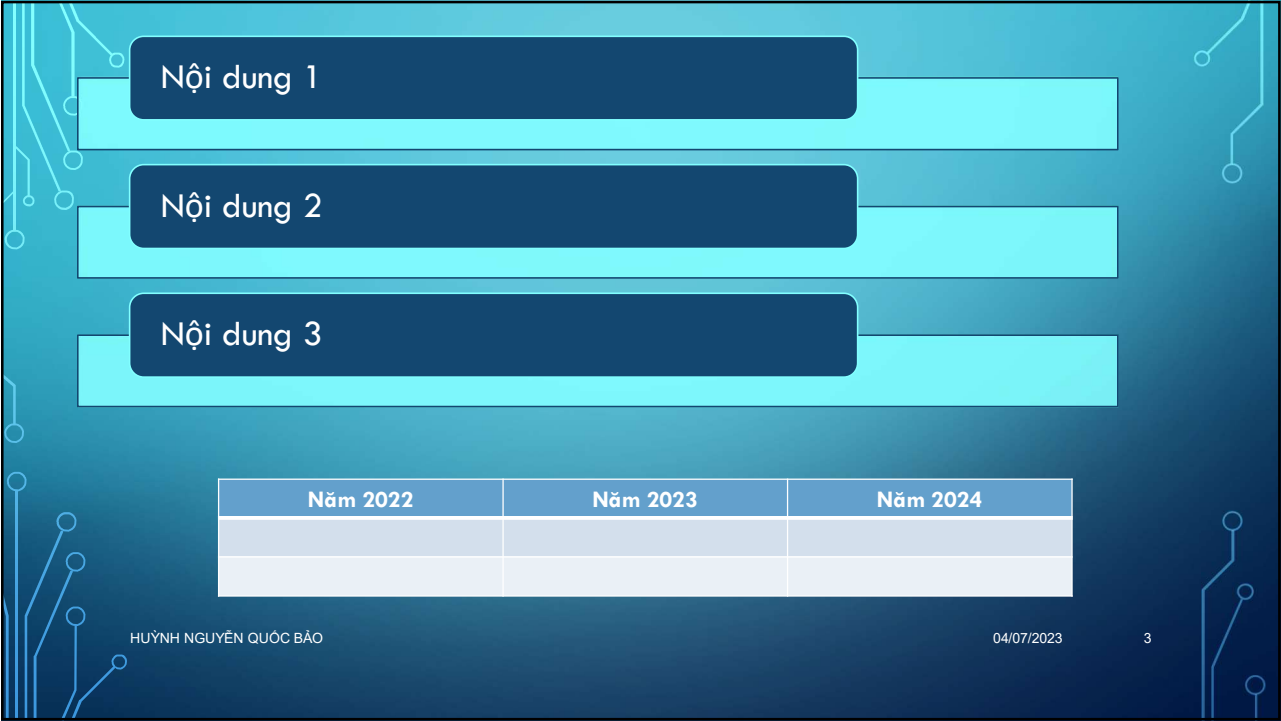 Nội dung 1
Nội dung 2
Nội dung 3
Năm 2022 Năm 2023 Năm 2024
HUỲNH NGUYỄN QUỐC BẢO 04/07/2023 3